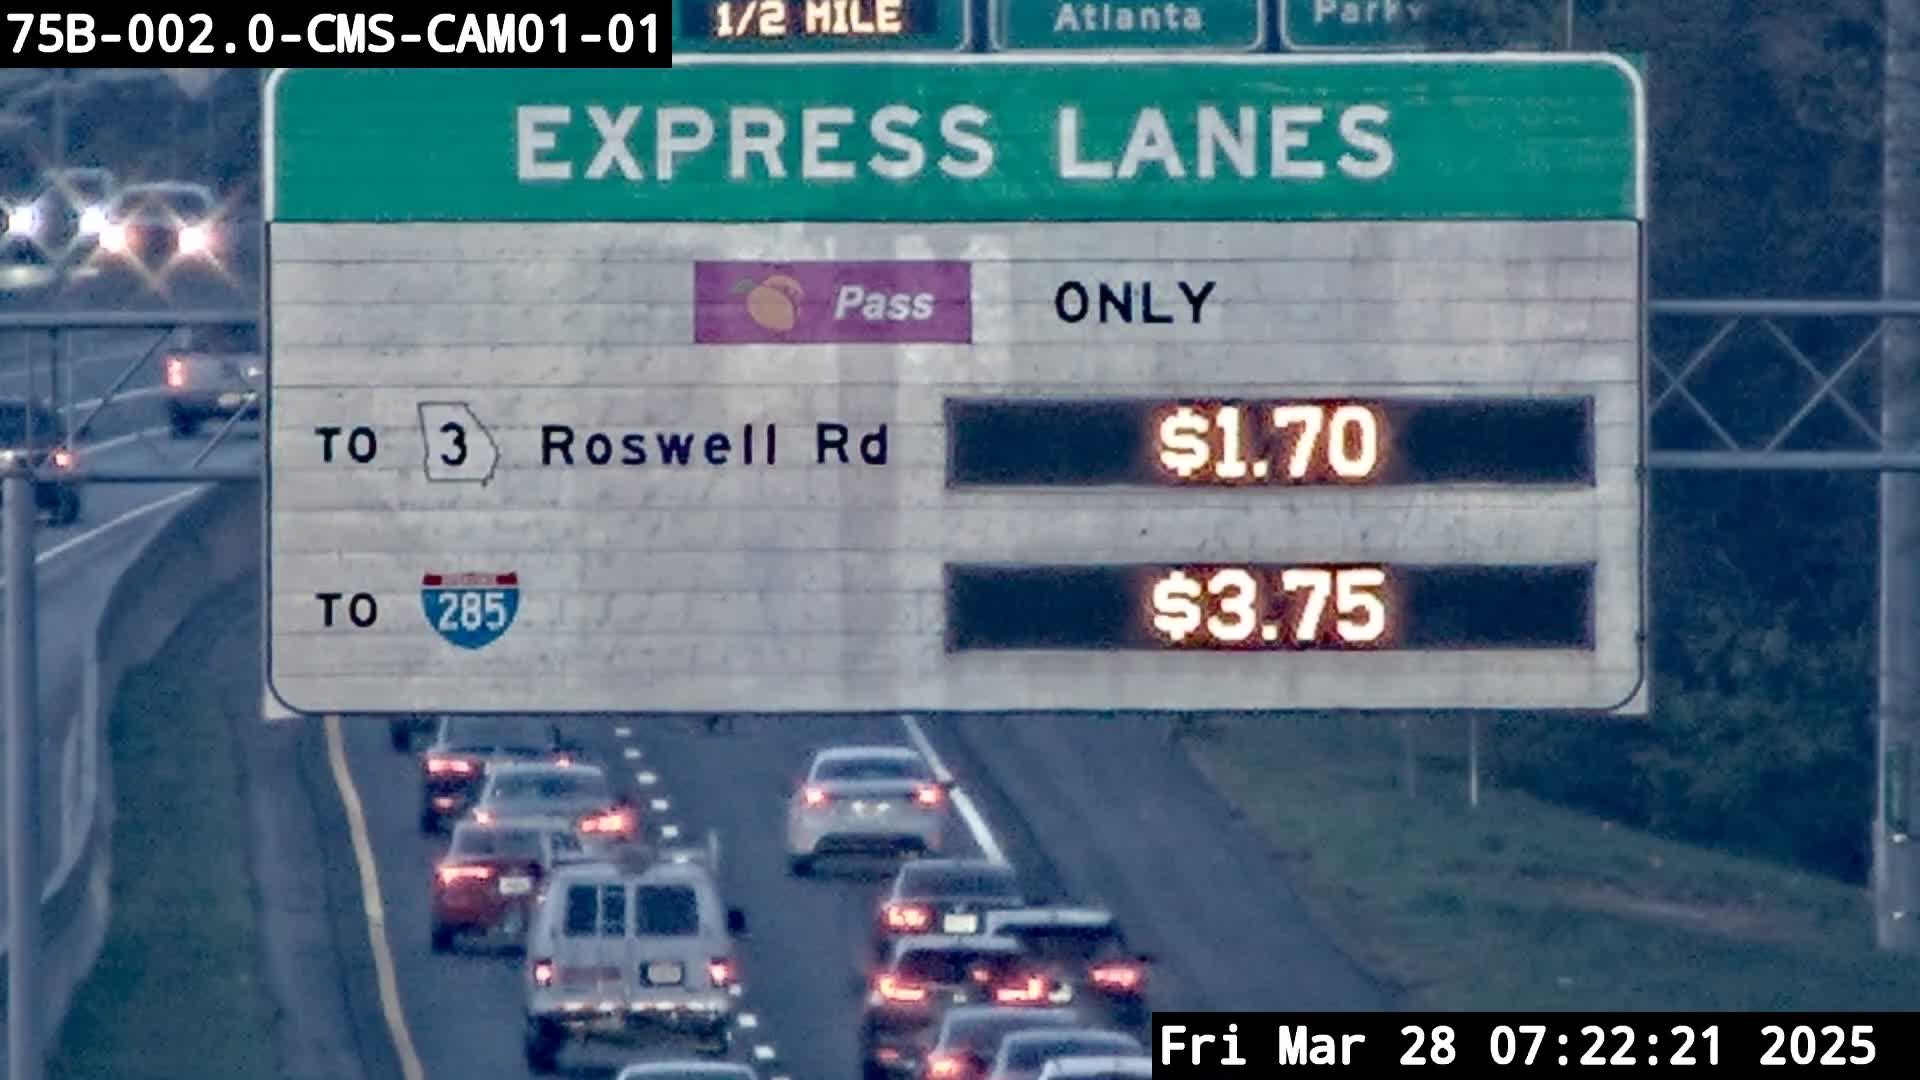 75B-002.0-CMS-CAM01-01
1/2 MILE
Atlanta
EXPRESS LANES
Pass ONLY
TO 3 Roswell Rd $1.70
TO 285 $3.75
Fri Mar 28 07:22:21 2025